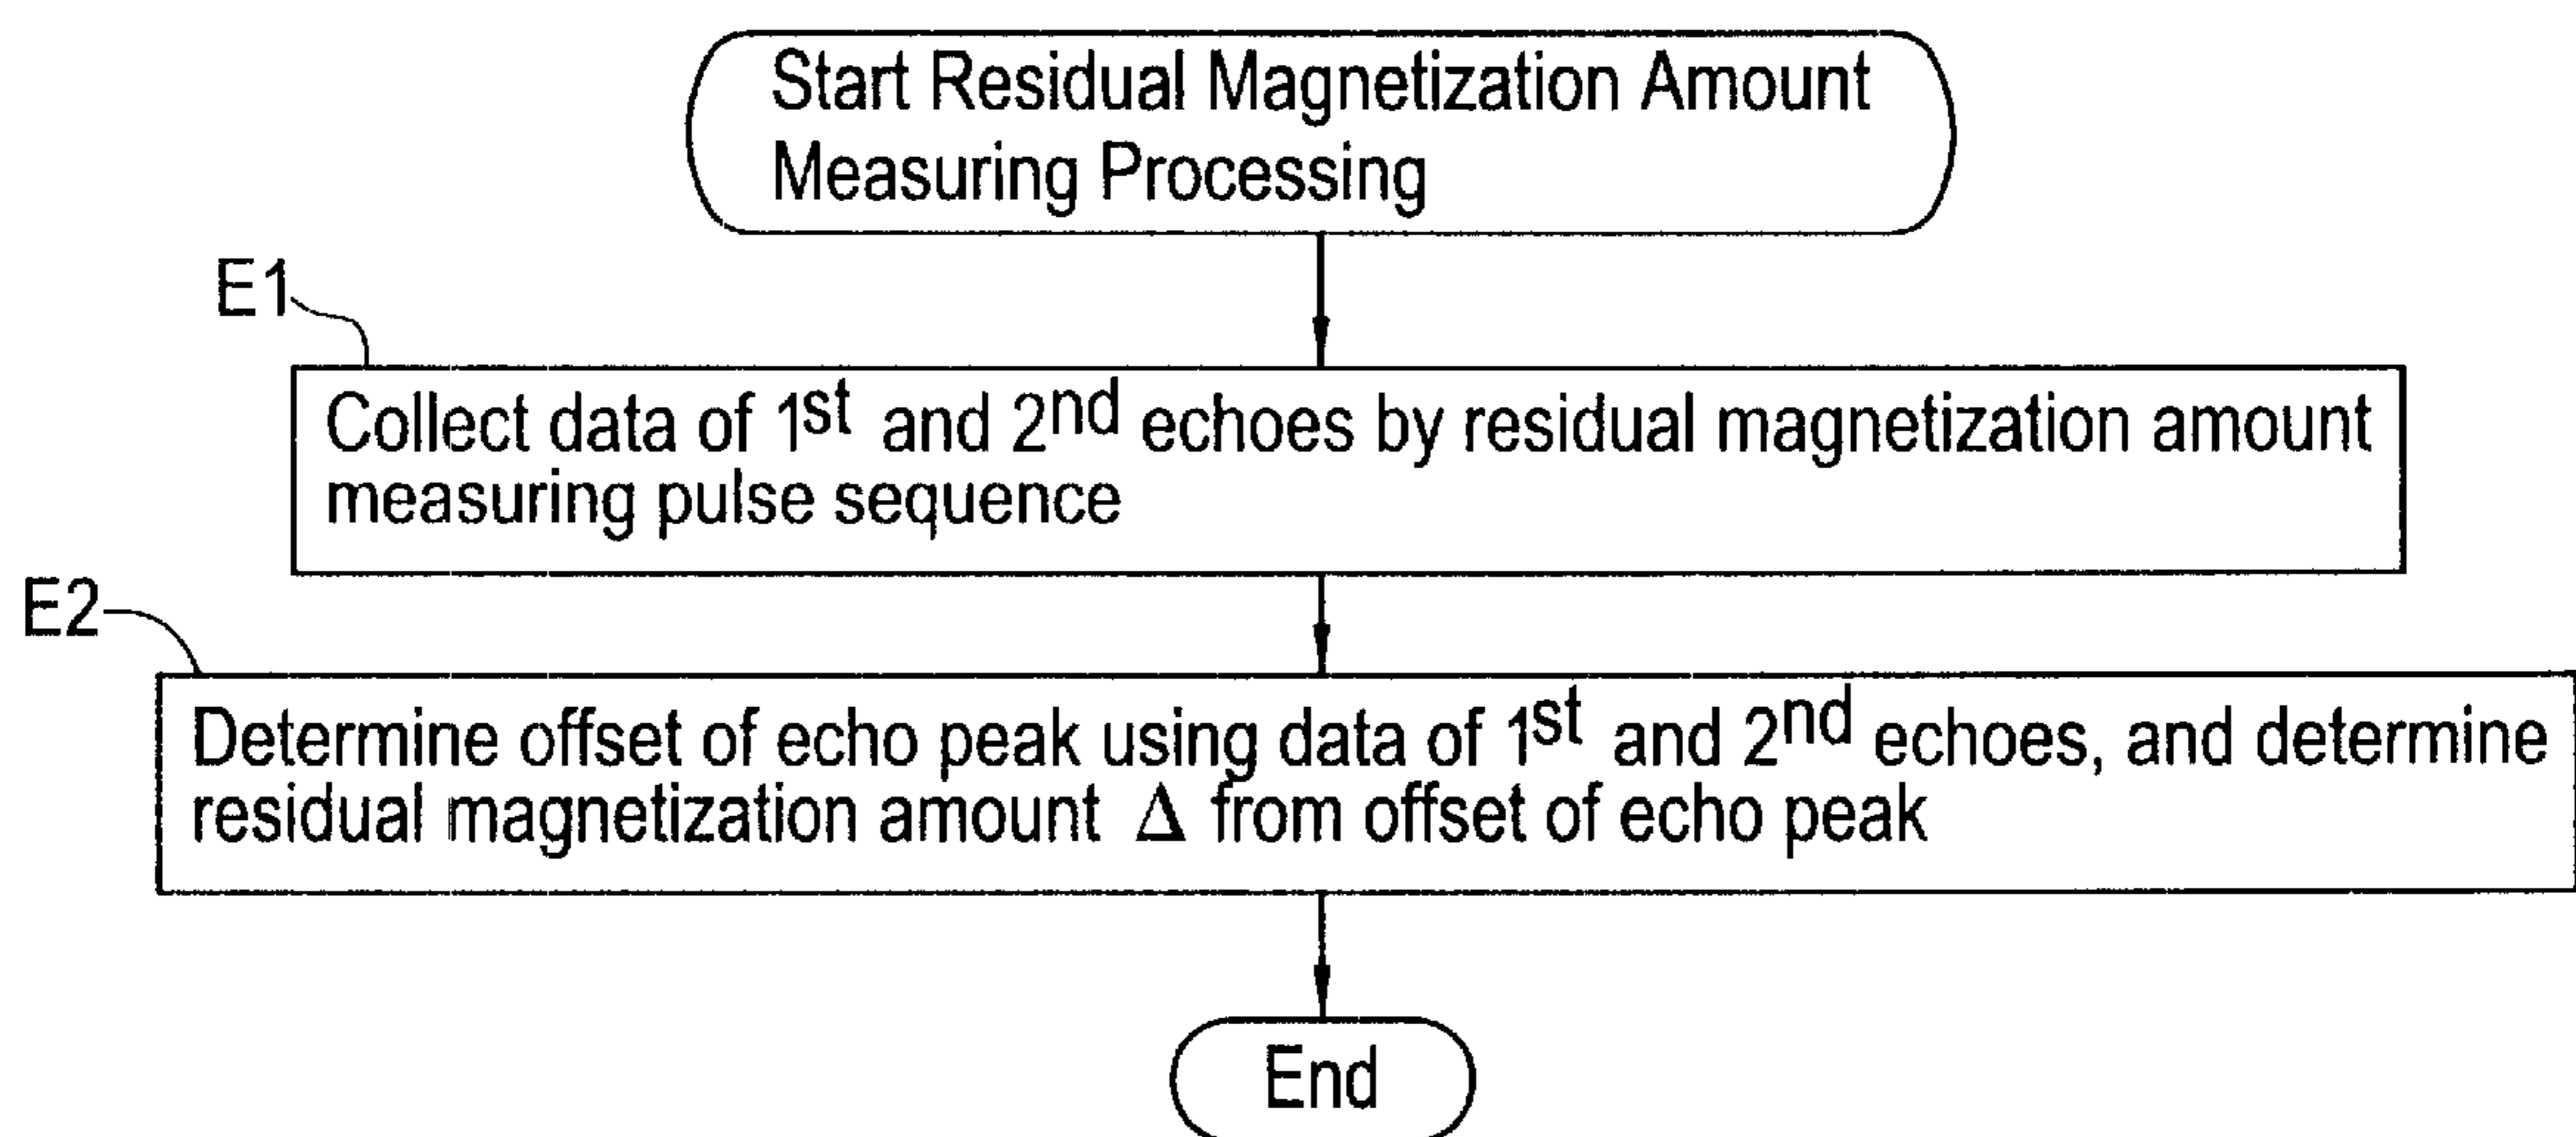 Start Residual Magnetization Amount
Measuring Processing
E1
Collect data of 1st and 2nd echoes by residual magnetization amount
measuring pulse sequence
E2
Determine offset of echo peak using data of 1st and 2nd echoes, and determine
residual magnetization amount Δ from offset of echo peak
End